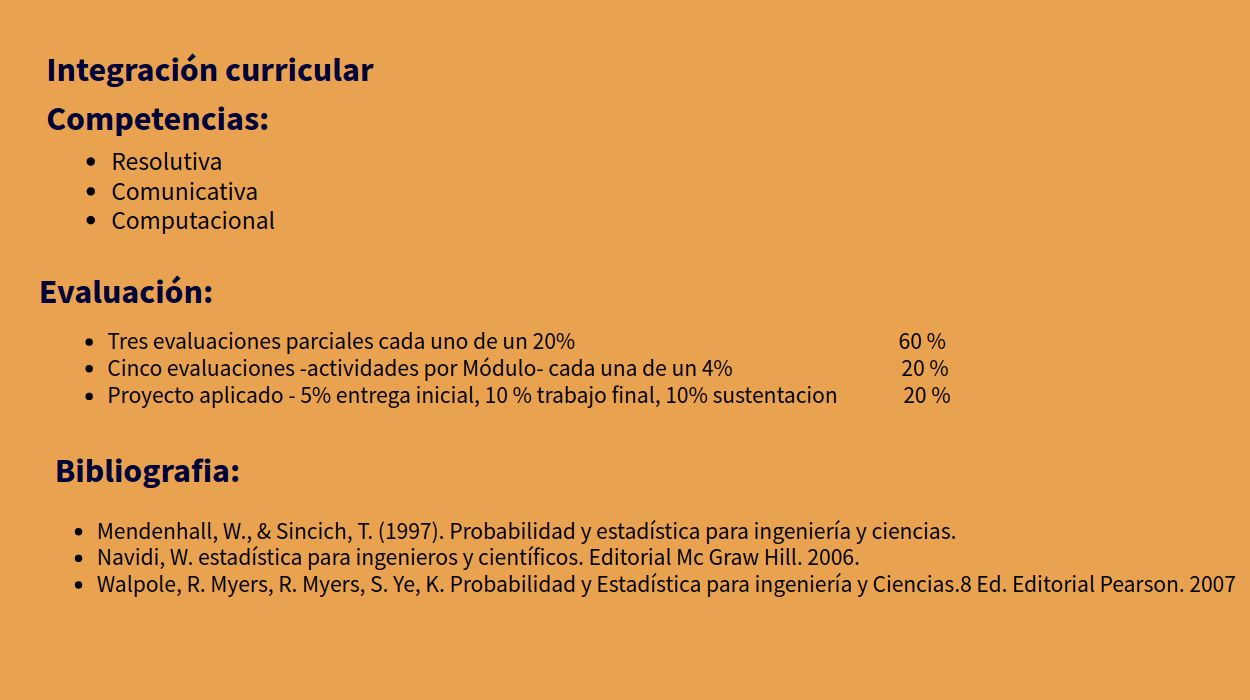 Integración curricular
Competencias:
• Resolutiva
• Comunicativa
• Computacional
Evaluación:
• Tres evaluaciones parciales cada uno de un 20% 60 %
• Cinco evaluaciones -actividades por Módulo- cada una de un 4% 20 %
• Proyecto aplicado - 5% entrega inicial, 10 % trabajo final, 10% sustentacion 20 %
Bibliografia:
• Mendenhall, W., & Sincich, T. (1997). Probabilidad y estadística para ingeniería y ciencias.
• Navidi, W. estadística para ingenieros y científicos. Editorial Mc Graw Hill. 2006.
• Walpole, R. Myers, R. Myers, S. Ye, K. Probabilidad y Estadística para ingeniería y Ciencias.8 Ed. Editorial Pearson. 2007